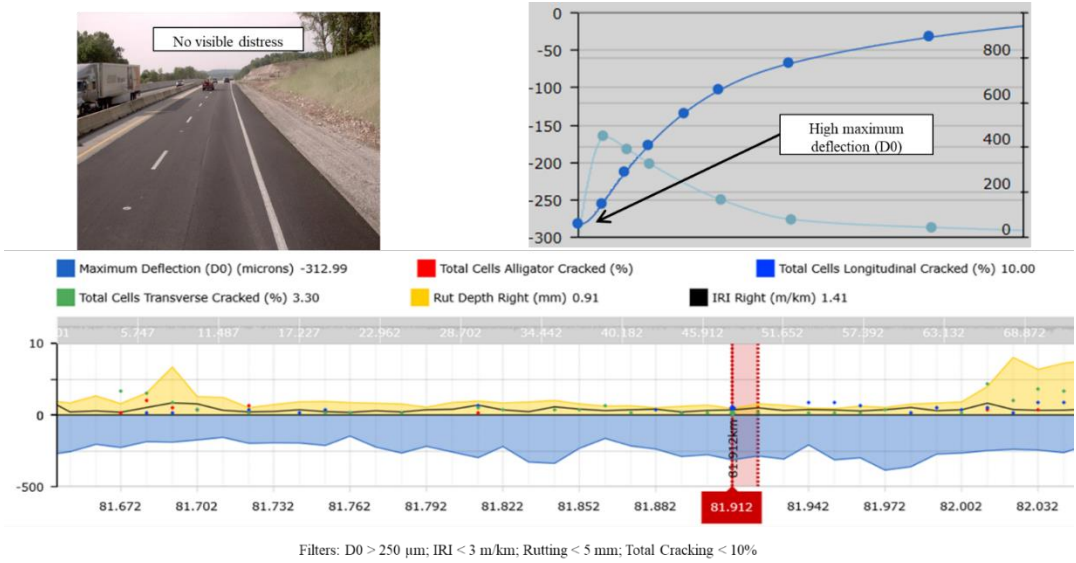 No visible distress
0
-50
-100
-150
-200
-250
-300
800
600
400
200
0
High maximum
deflection (D0)
Maximum Deflection (D0) (microns) -312.99
Total Cells Alligator Cracked (%)
Total Cells Longitudinal Cracked (%) 10.00
Total Cells Transverse Cracked (%) 3.30
Rut Depth Right (mm) 0.91
IRI Right (m/km) 1.41
01 5.747 11.487 17.227 22.962 28.702 34.442 40.182 45.912 51.652 57.392 63.132 68.872
10
0
-500
81.912km
81.672 81.702 81.732 81.762 81.792 81.822 81.852 81.882 81.912 81.942 81.972 82.002 82.032
Filters: D0 > 250 μm; IRI < 3 m/km; Rutting < 5 mm; Total Cracking < 10%